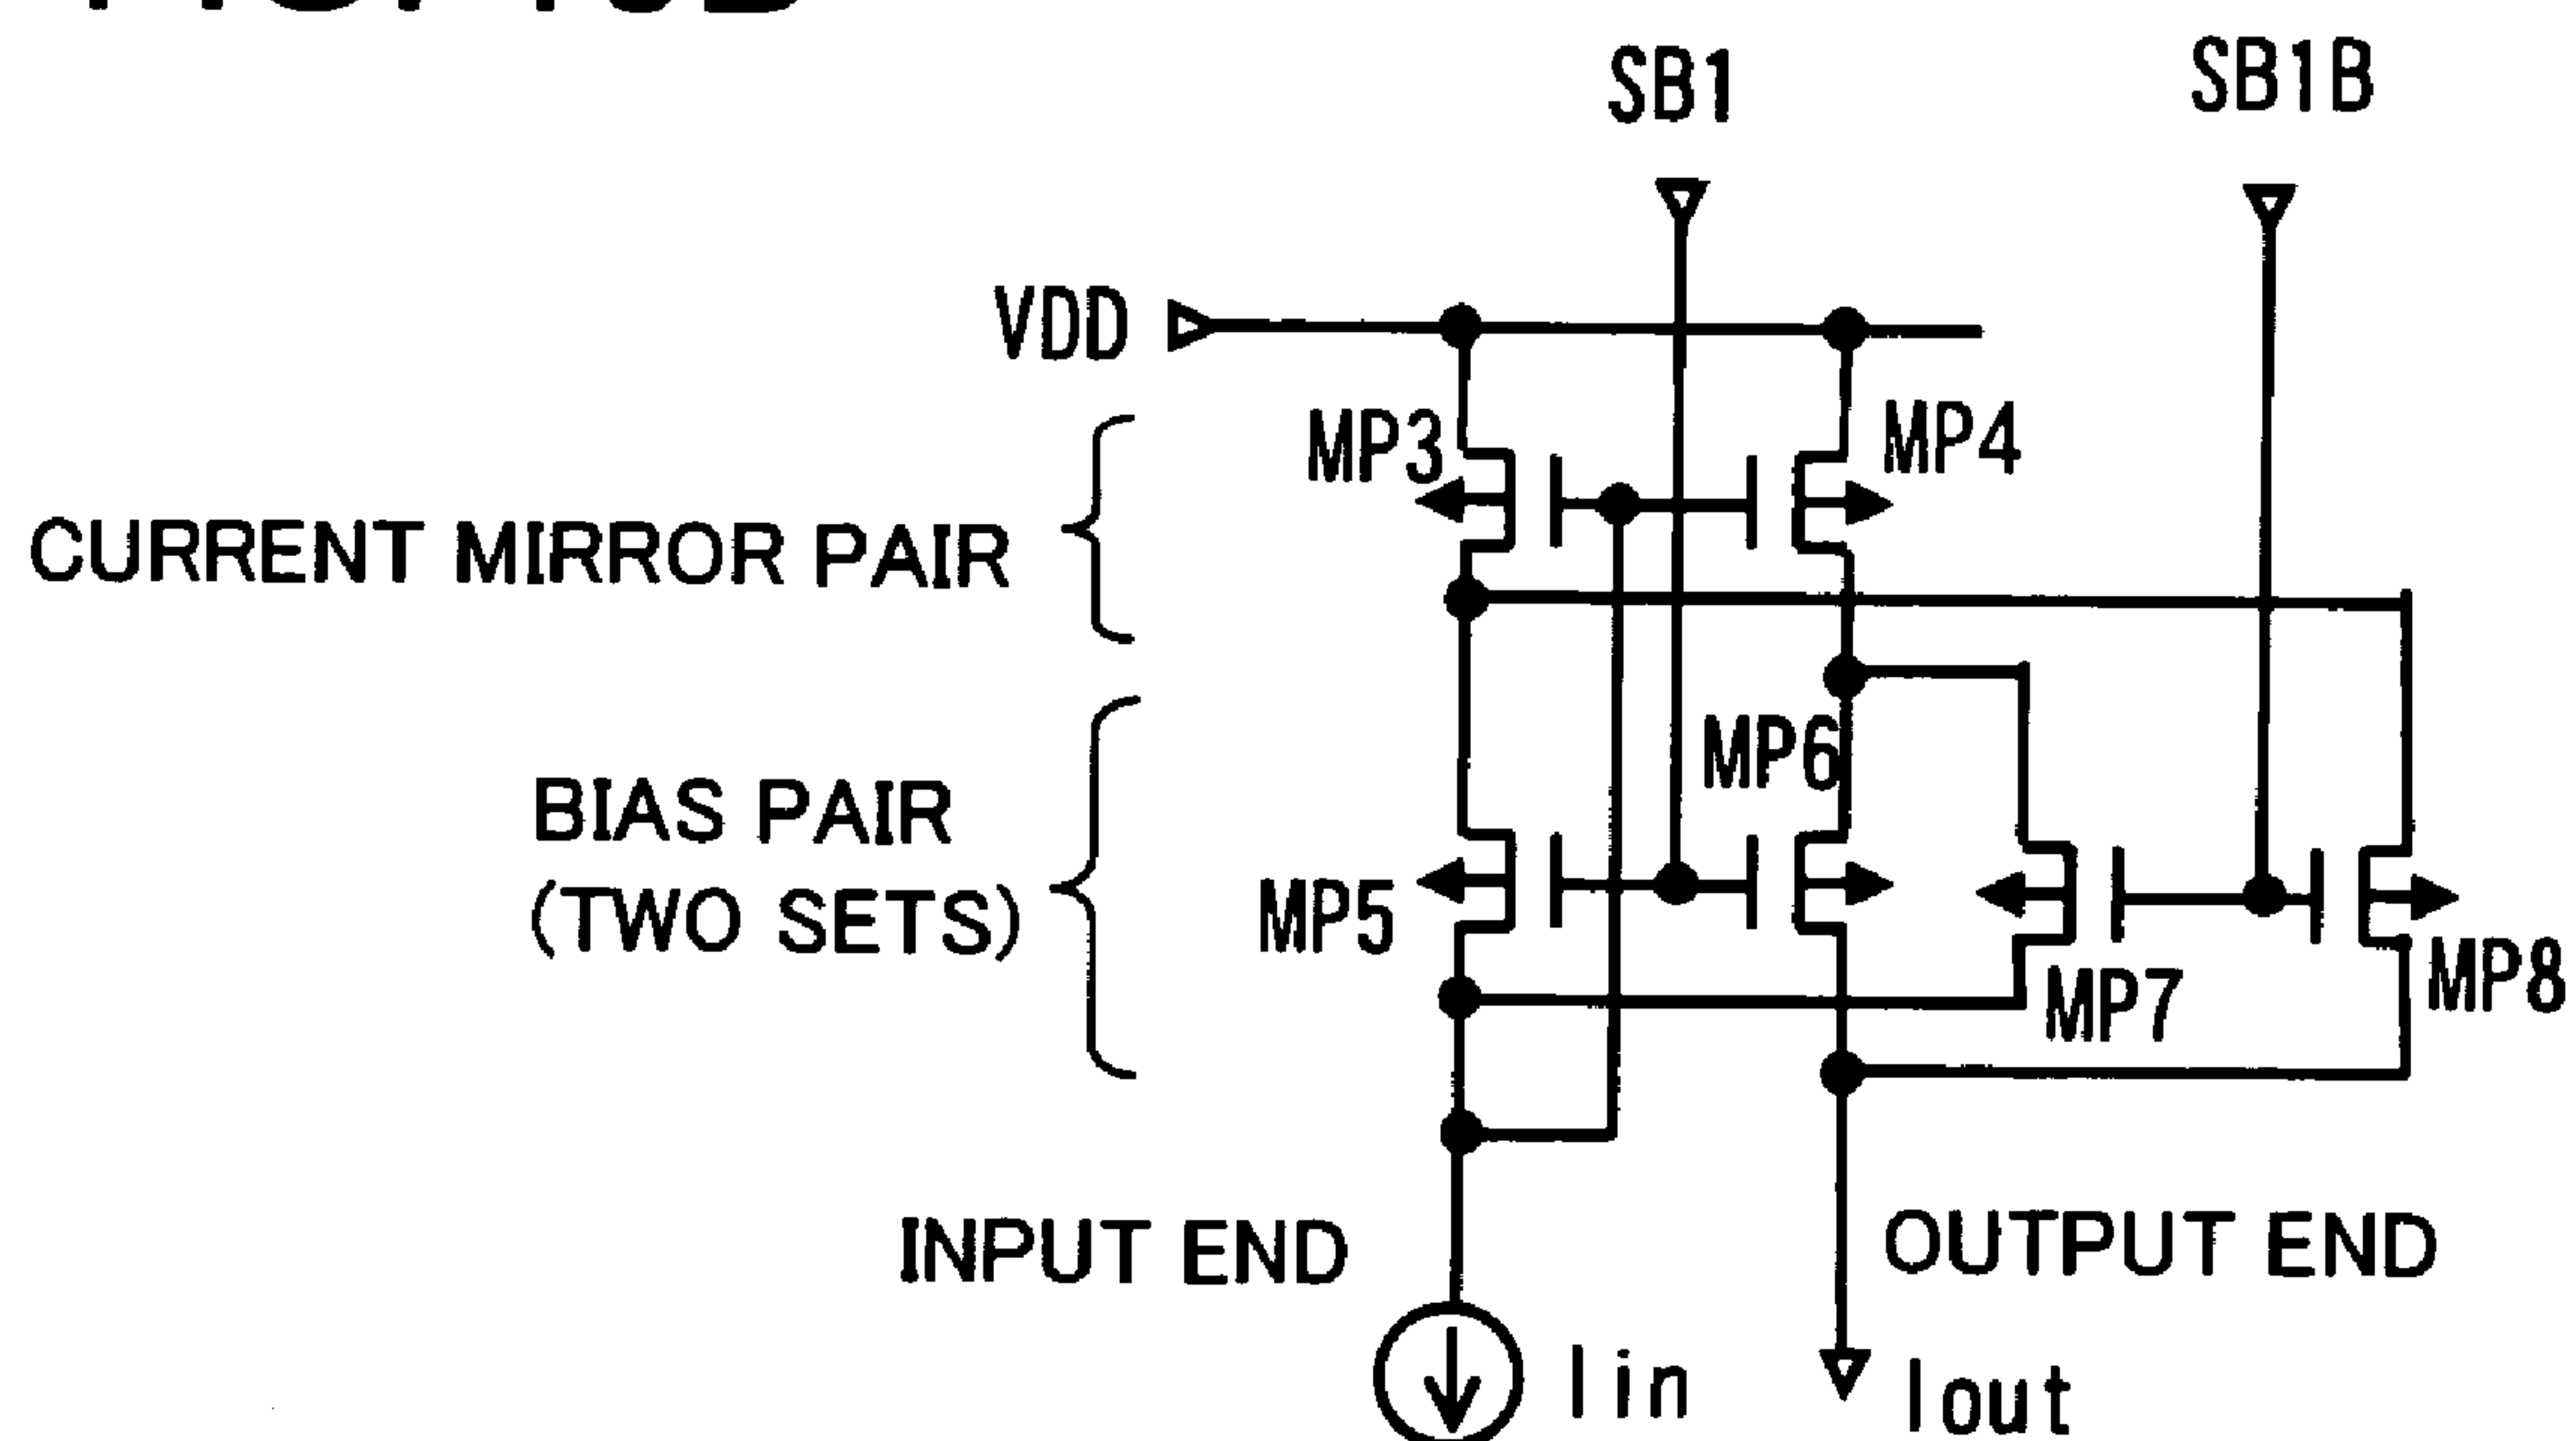 SB1
SB1B
VDD
MP3
MP4
CURRENT MIRROR PAIR
MP6
BIAS PAIR
(TWO SETS)
MP5
MP7
MP8
INPUT END
OUTPUT END
Iin
Iout